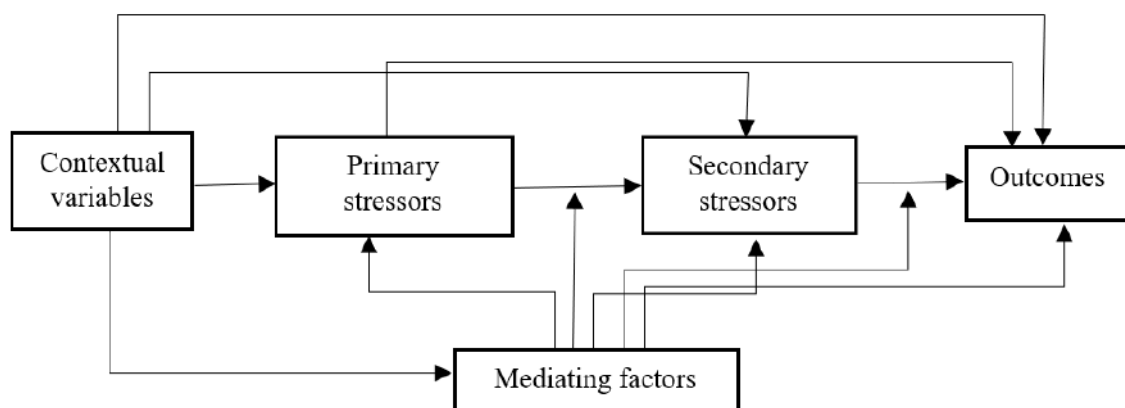 Contextual
variables
Primary
stressors
Secondary
stressors
Outcomes
Mediating factors